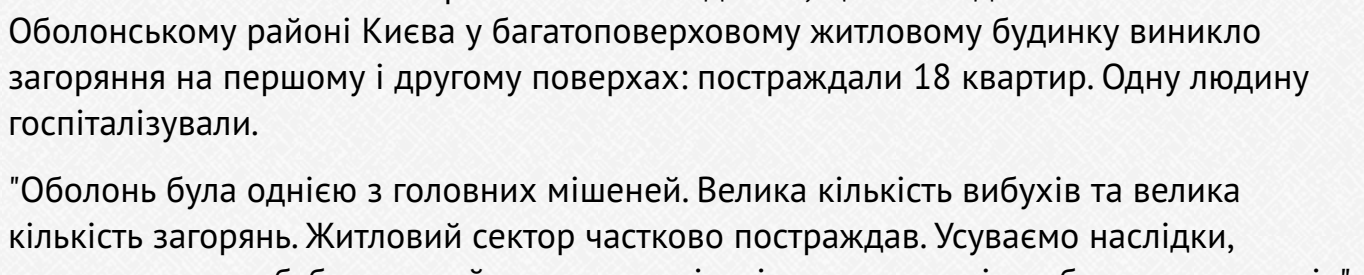 Оболонському районі Києва у багатоповерховому житловому будинку виникло
загоряння на першому і другому поверхах: постраждали 18 квартир. Одну людину
госпіталізували.
"Оболонь була однією з головних мішеней. Велика кількість вибухів та велика
кількість загорянь. Житловий сектор частково постраждав. Усуваємо наслідки,